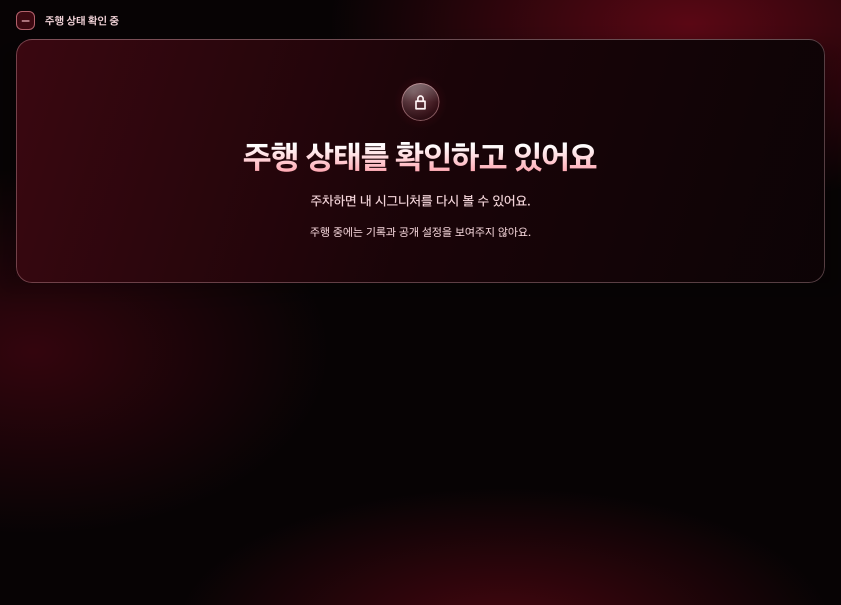 주행 상태 확인 중
주행 상태를 확인하고 있어요
주차하면 내 시그니처를 다시 볼 수 있어요.
주행 중에는 기록과 공개 설정을 보여주지 않아요.